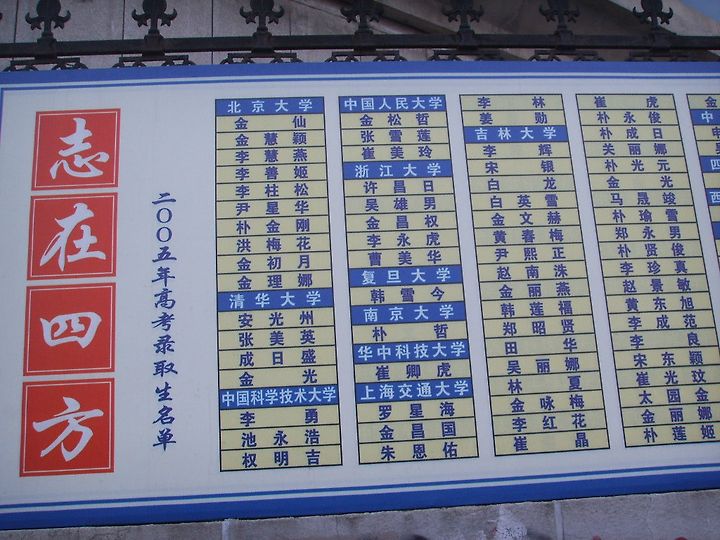 志在四方
二〇〇五年高考录取生名单
北京大学
金仙
金慧颖
李慧燕
李善姬
李柱松
尹星华
朴金刚
洪梅花
金初月
金理娜
清华大学
安光州
张美英
成日盛
金光
中国科学技术大学
李勇
池永浩
权明吉
中国人民大学
金松哲
张雪莲
崔美玲
浙江大学
许昌日
吴雄男
金昌权
李永虎
曹美华
复旦大学
韩雪今
南京大学
朴哲
华中科技大学
崔卿虎
上海交通大学
罗星海
金昌国
朱恩佑
李林
姜勋
吉林大学
李辉
宋银
白龙
白英雪
金文赫
黄春梅
尹熙正
赵南洙
金丽燕
韩莲福
郑昭贤
田华
吴丽娜
林夏
金咏梅
李红花
崔晶
崔虎
朴永俊
朴成日
关丽娜
朴光元
金光
马晟竣
朴瑜雪
郑永男
朴贤俊
李珍真
赵景敏
黄东旭
李成范
李良
宋东颖
崔光玟
太园金
金丽娜
朴莲姬